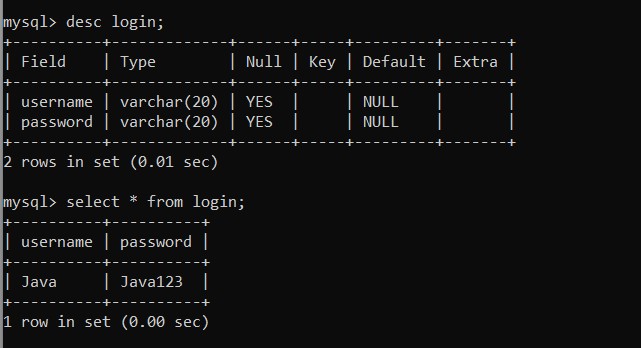 mysql> desc login;
+----------+-------------+------+-----+---------+-------+
| Field    | Type        | Null | Key | Default | Extra |
+----------+-------------+------+-----+---------+-------+
| username | varchar(20) | YES  |     | NULL    |       |
| password | varchar(20) | YES  |     | NULL    |       |
+----------+-------------+------+-----+---------+-------+
2 rows in set (0.01 sec)
mysql> select * from login;
+----------+----------+
| username | password |
+----------+----------+
| Java     | Java123  |
+----------+----------+
1 row in set (0.00 sec)